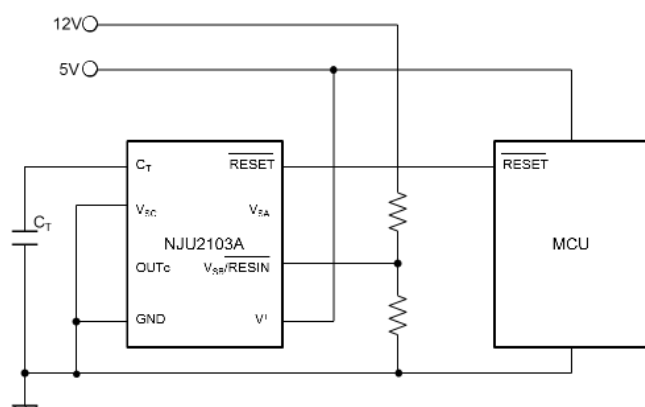 12V
5V
CT RESET RESET
VSC VSA
CT
NJU2103A MCU
OUTC VSB/RESIN
GND V+